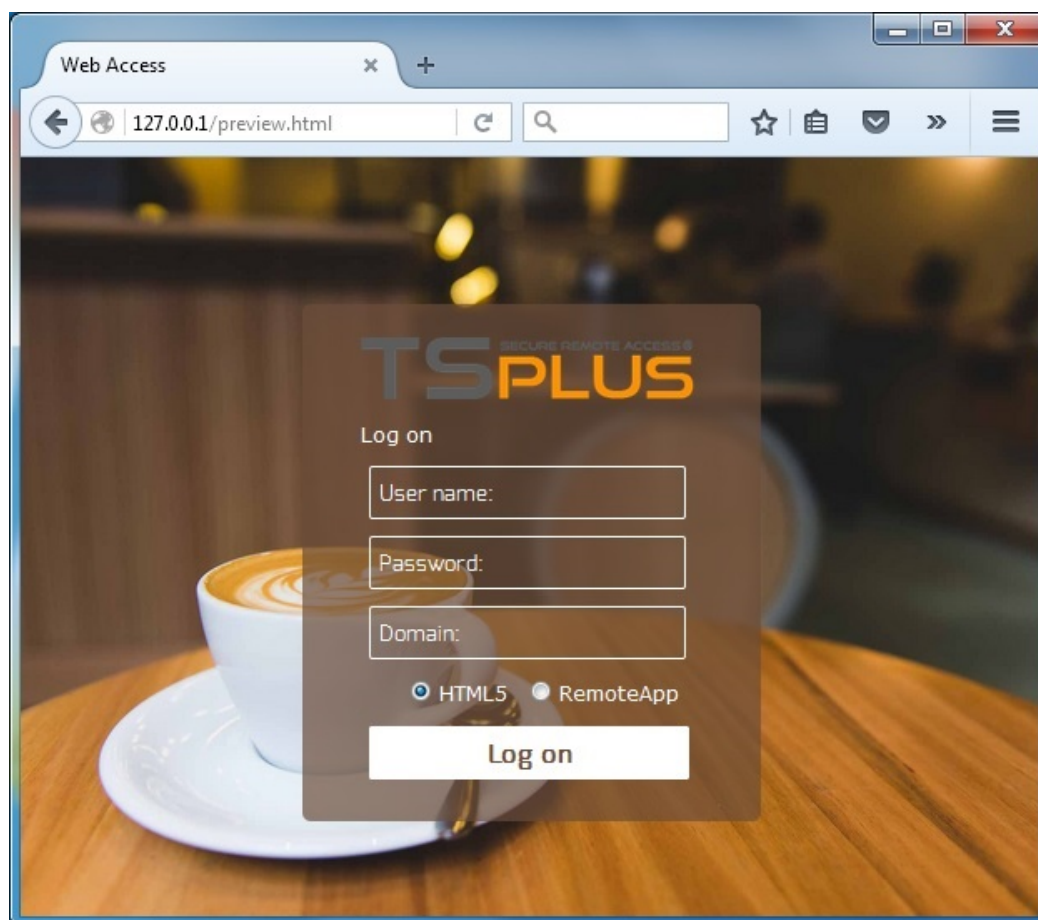 Web Access
127.0.0.1/preview.html
TSPLUS
SECURE REMOTE ACCESS®
Log on
User name:
Password:
Domain:
HTML5 RemoteApp
Log on